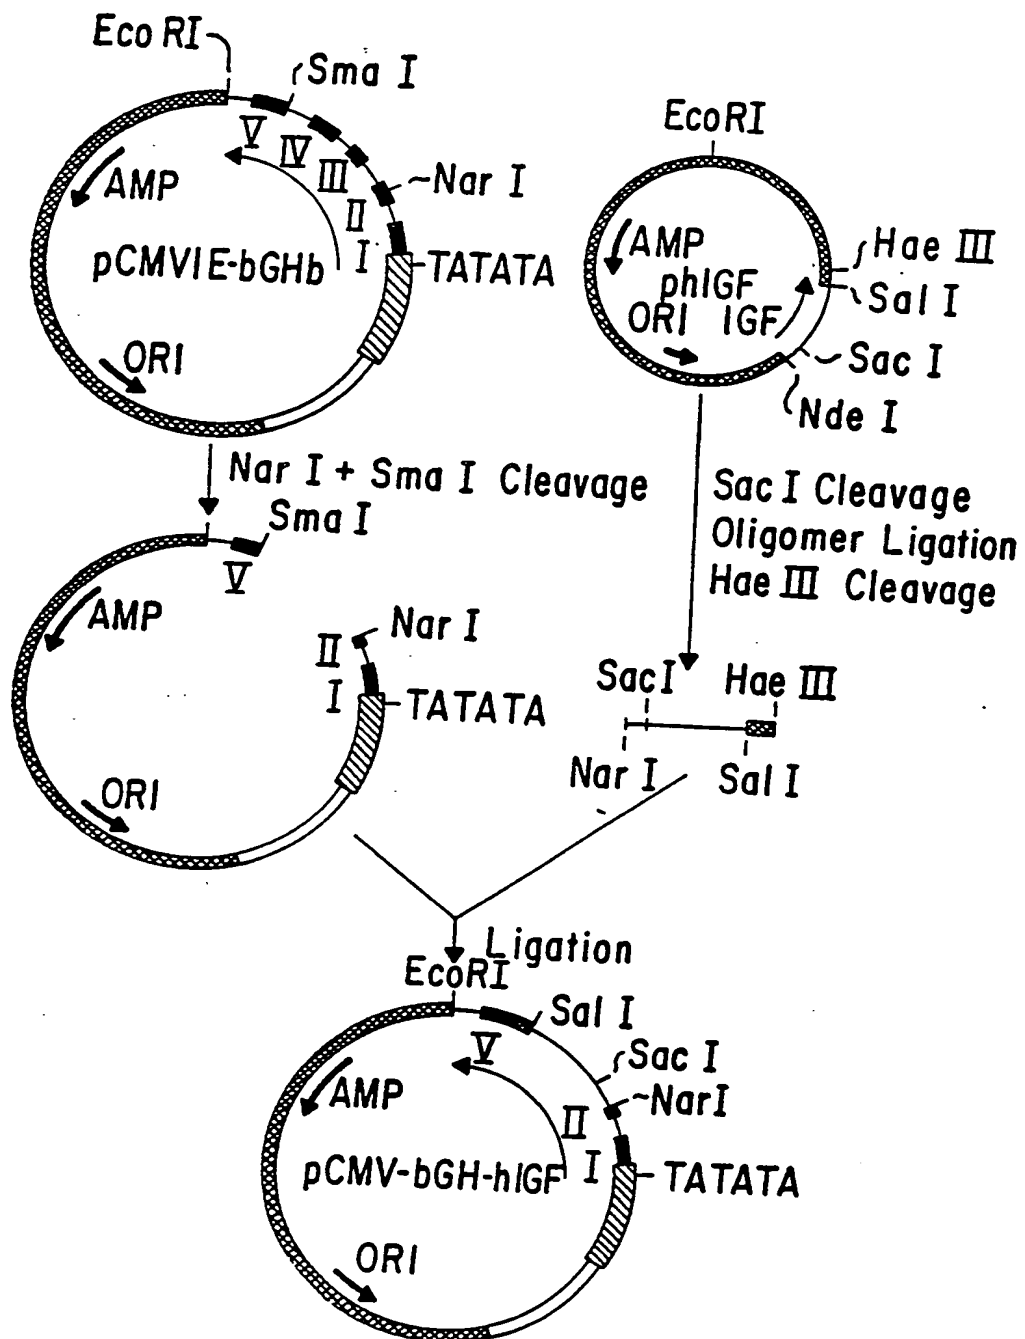 Eco RI
Sma I
V
IV
III
II
I
Nar I
AMP
pCMVIE-bGHb
TATATA
ORI
EcoRI
Hae III
Sal I
AMP
phIGF
ORI IGF
Sac I
Nde I
Nar I + Sma I Cleavage
Sac I Cleavage
Oligomer Ligation
Hae III Cleavage
Sma I
V
AMP
Nar I
II
I
TATATA
ORI
SacI Hae III
Nar I Sal I
Ligation
EcoRI
Sal I
V
Sac I
AMP
NarI
II
I
pCMV-bGH-hIGF
TATATA
ORI